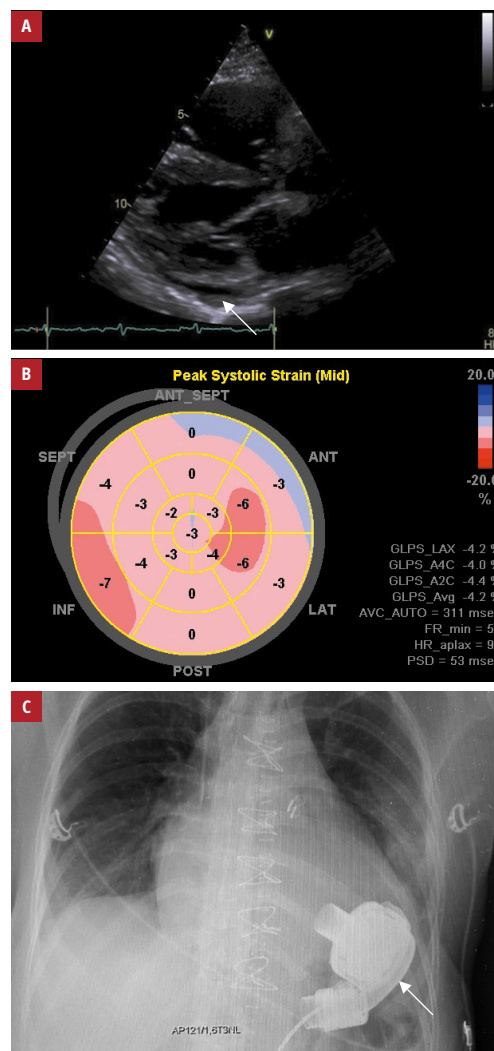 A
V
5
10
8
HI
B
Peak Systolic Strain (Mid)
20.0
ANT_SEPT
0
SEPT
ANT
-4
0
-3
-3
-6
-2
-3
-20.0
%
-3
-4
-3
-4
-6
-7
-3
GLPS_LAX -4.2 %
GLPS_A4C -4.0 %
GLPS_A2C -4.4 %
GLPS_Avg -4.2 %
INF
0
LAT
AVC_AUTO = 311 mse
FR_min = 5
0
HR_aplax = 9
PSD = 53 mse
POST
C
AP121/1,6T3NL